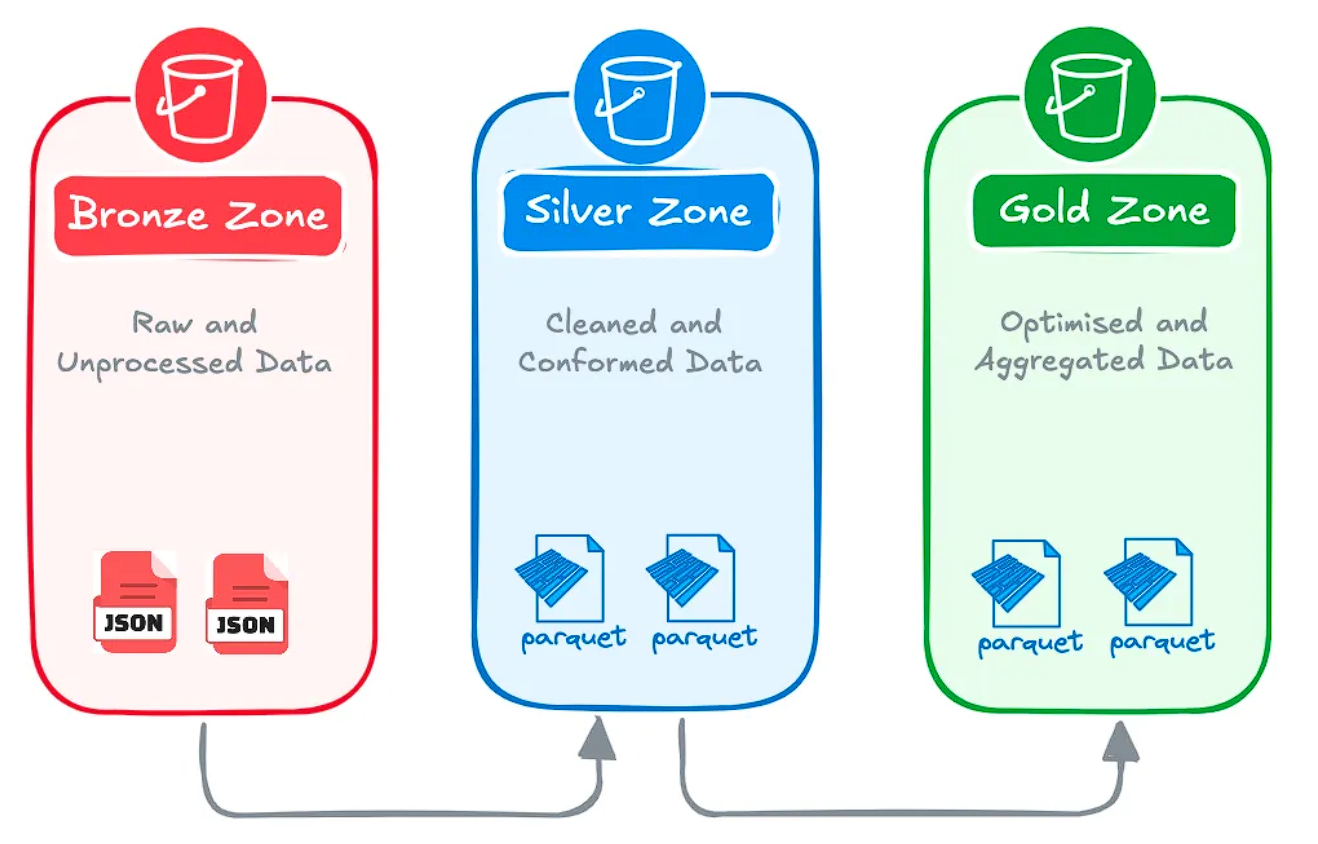 Bronze Zone
Raw and
Unprocessed Data
JSON
JSON
Silver Zone
Cleaned and
Conformed Data
parquet
parquet
Gold Zone
Optimised and
Aggregated Data
parquet
parquet